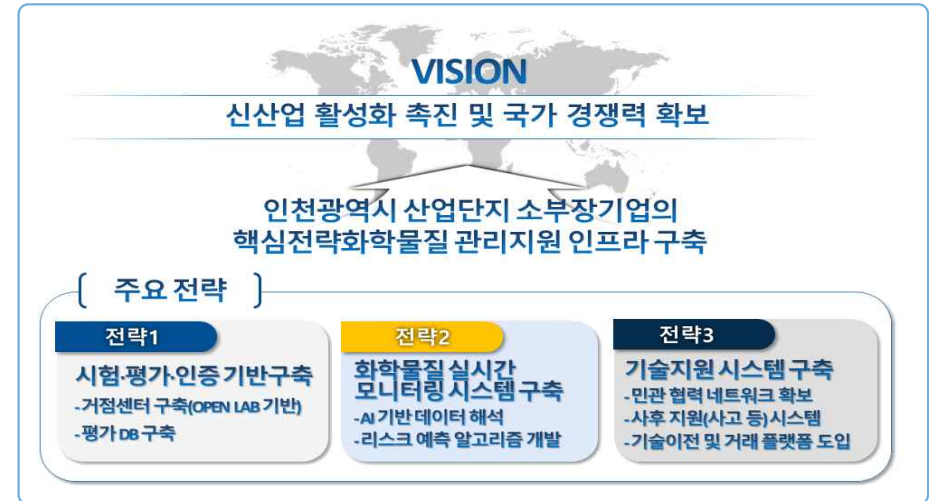 VISION
신산업 활성화 촉진 및 국가 경쟁력 확보
인천광역시 산업단지 소부장기업의
핵심전략화학물질 관리지원 인프라 구축
주요 전략
전략1
시험·평가·인증 기반구축
-거점센터 구축(OPEN LAB 기반)
-평가 DB 구축
전략2
화학물질 실시간
모니터링 시스템 구축
-AI 기반 데이터 해석
-리스크 예측 알고리즘 개발
전략3
기술지원 시스템 구축
-민관 협력 네트워크 확보
-사후 지원(사고 등)시스템
-기술이전 및 거래 플랫폼 도입